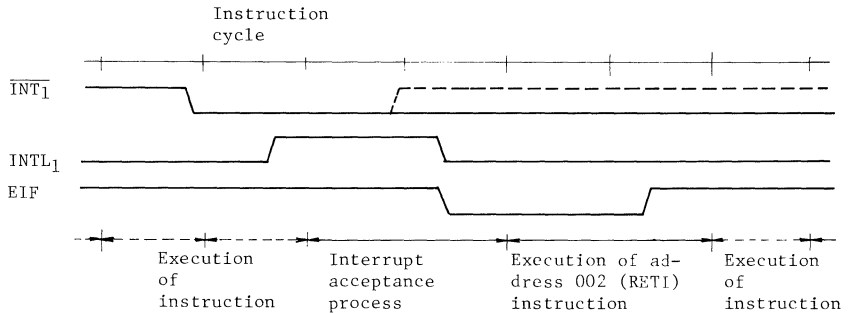 Instruction
cycle
INT1
INTL1
EIF
Execution
of
instruction
Interrupt
acceptance
process
Execution of ad-
dress 002 (RETI)
instruction
Execution
of
instruction